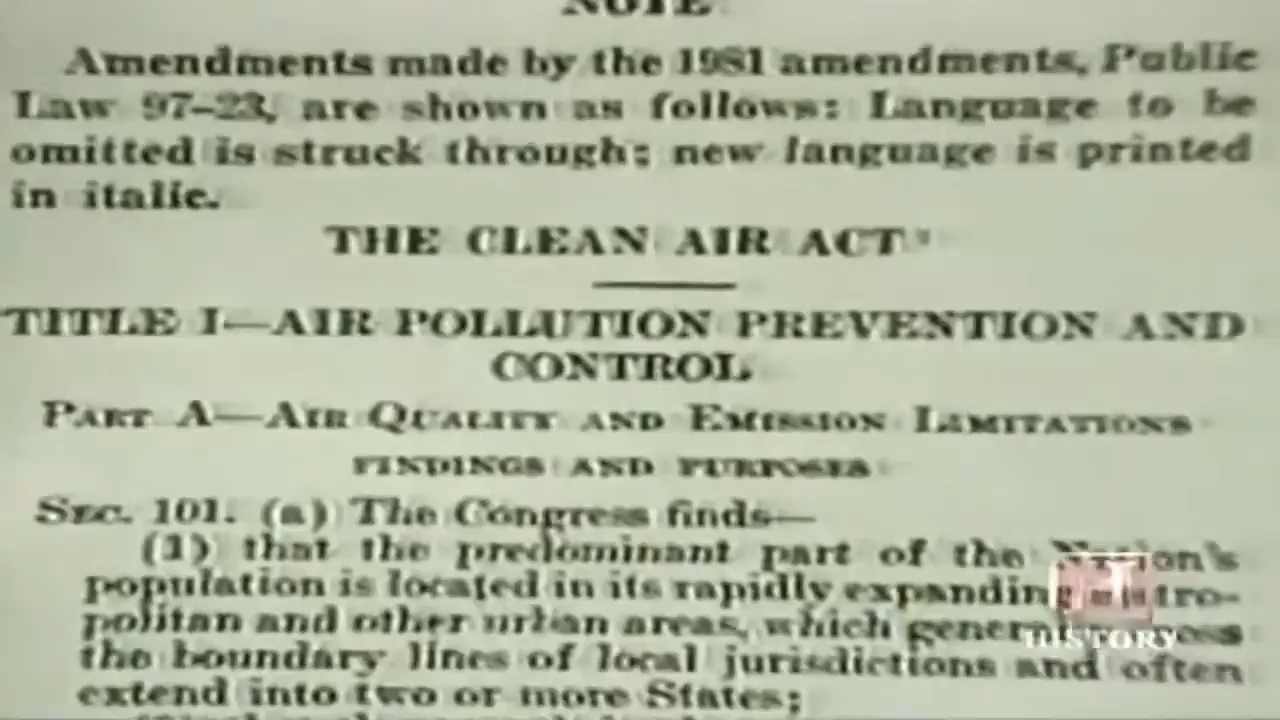 NOTE
Amendments made by the 1981 amendments, Public
Law 97–23, are shown as follows: Language to be
omitted is struck through; new language is printed
in italic.
THE CLEAN AIR ACT
TITLE I—AIR POLLUTION PREVENTION AND
CONTROL
PART A—AIR QUALITY AND EMISSION LIMITATIONS
FINDINGS AND PURPOSES
SEC. 101. (a) The Congress finds—
(1) that the predominant part of the Nation's
population is located in its rapidly expanding metro-
politan and other urban areas, which generally cross
the boundary lines of local jurisdictions and often
extend into two or more States;
H
HISTORY